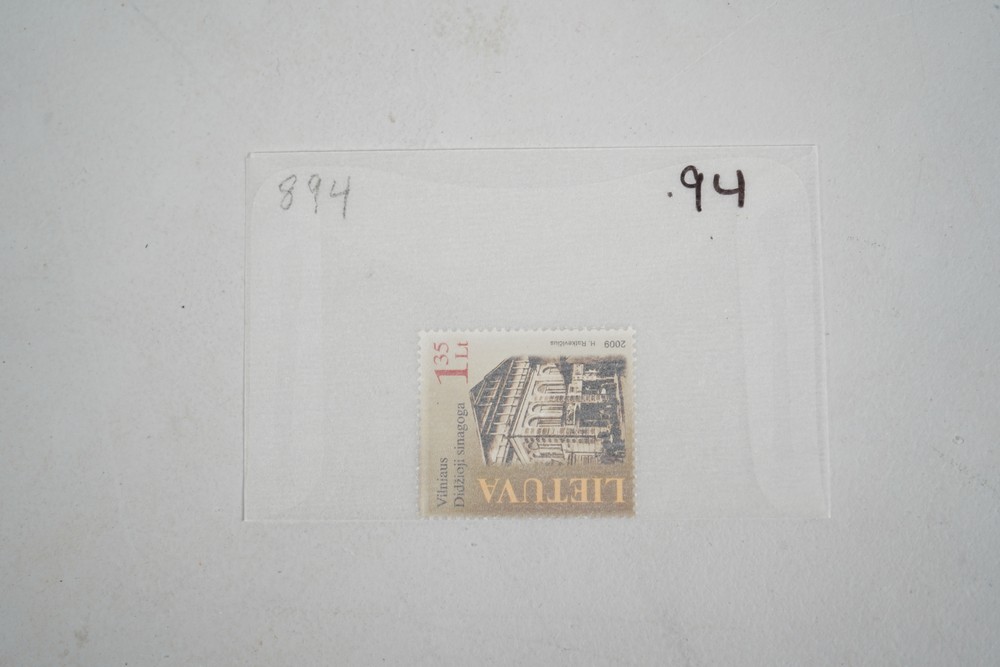 894
.94
1 35 Lt
Vilniaus
Didžioji sinagoga
2009 H. Ratkevičius
LIETUVA